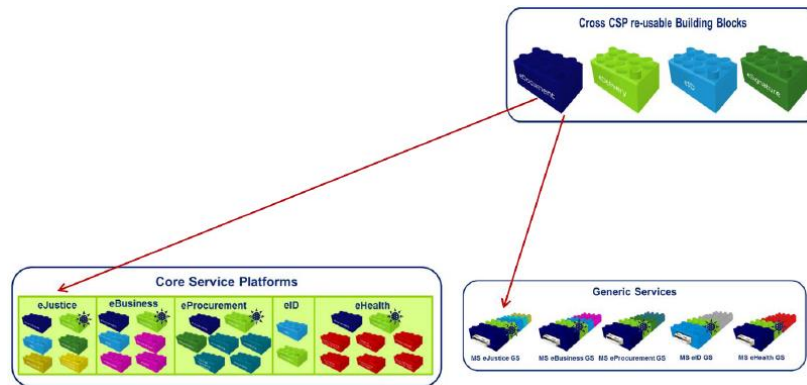 Cross CSP re-usable Building Blocks
eDocument
eDelivery
eID
eSignature
Core Service Platforms
eJustice eBusiness eProcurement eID eHealth
Generic Services
MS eJustice GS MS eBusiness GS MS eProcurement GS MS eID GS MS eHealth GS